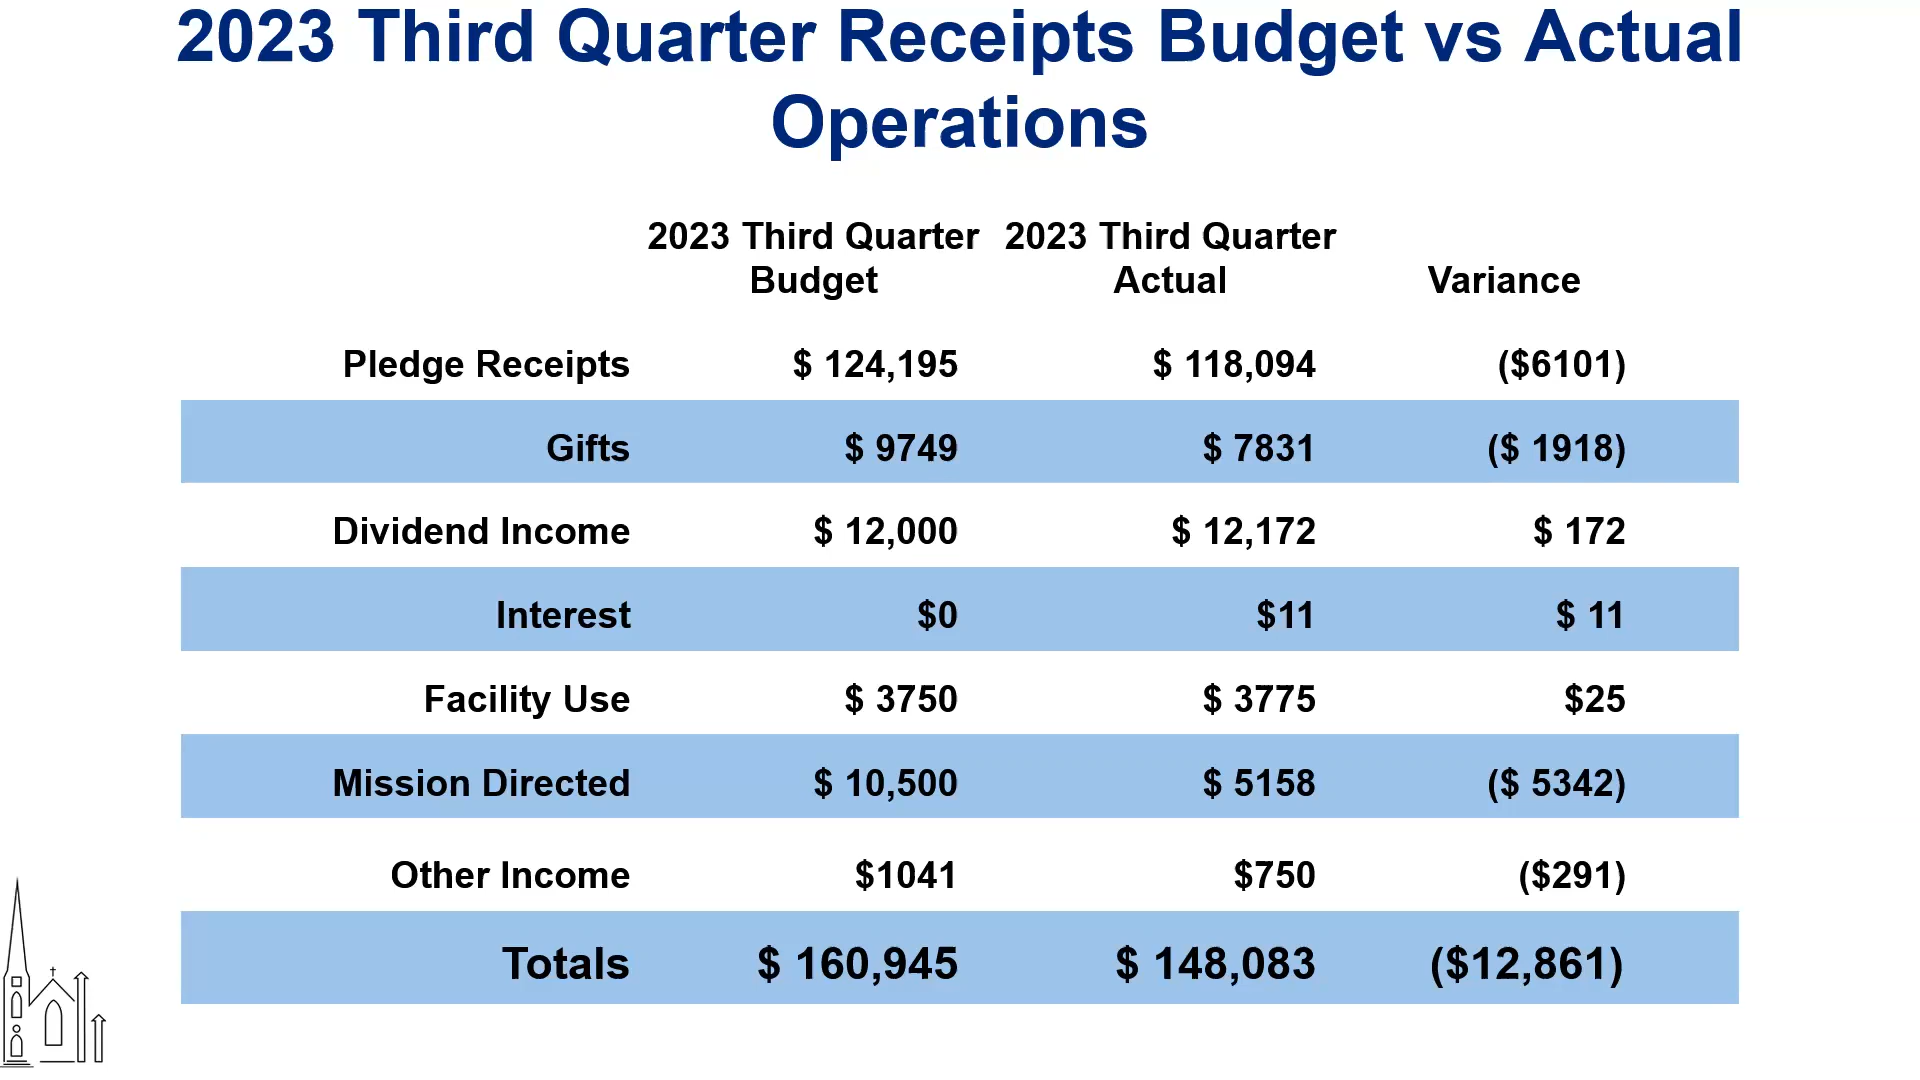 2023 Third Quarter Receipts Budget vs Actual
Operations
2023 Third Quarter Budget 2023 Third Quarter Actual Variance
Pledge Receipts $ 124,195 $ 118,094 ($6101)
Gifts $ 9749 $ 7831 ($ 1918)
Dividend Income $ 12,000 $ 12,172 $ 172
Interest $0 $11 $ 11
Facility Use $ 3750 $ 3775 $25
Mission Directed $ 10,500 $ 5158 ($ 5342)
Other Income $1041 $750 ($291)
Totals $ 160,945 $ 148,083 ($12,861)